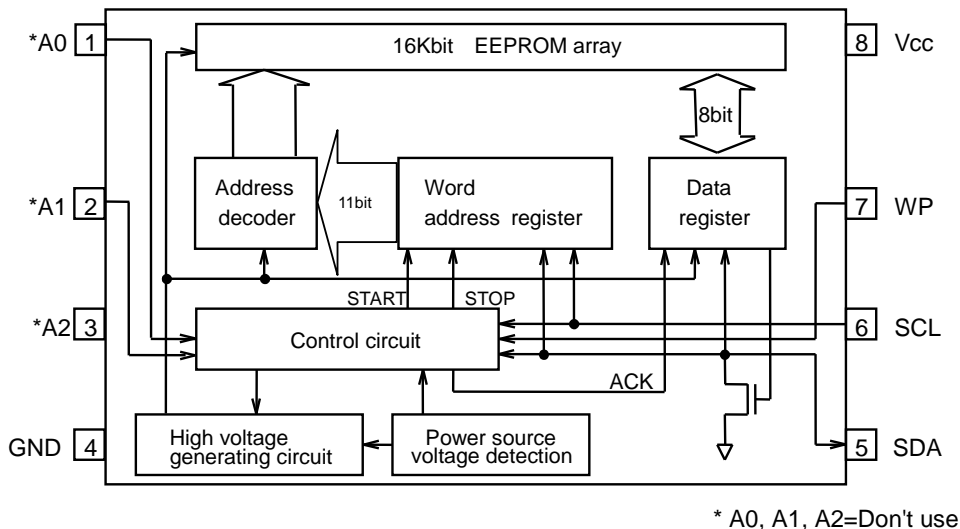 *A0 1
16Kbit EEPROM array
8 Vcc
8bit
*A1 2
Address
decoder
11bit
Word
address register
Data
register
7 WP
START
STOP
*A2 3
Control circuit
6 SCL
ACK
GND 4
High voltage
generating circuit
Power source
voltage detection
5 SDA
* A0, A1, A2=Don't use